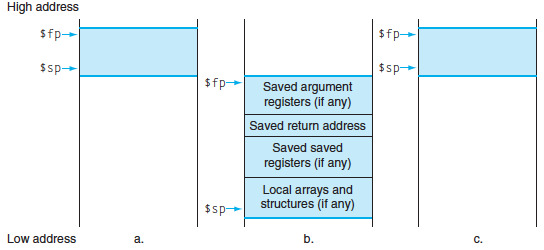 High address
$fp
$sp
$fp
Saved argument
registers (if any)
Saved return address
Saved saved
registers (if any)
Local arrays and
structures (if any)
$sp
$fp
$sp
Low address
a.
b.
c.